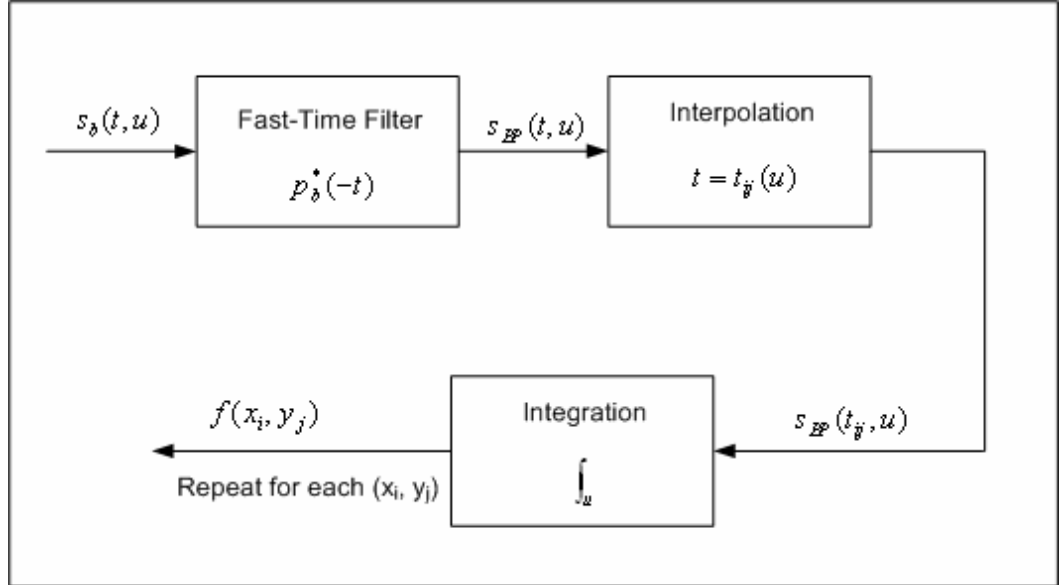 s_b(t,u)
Fast-Time Filter
p_b^*(-t)
s_BP(t,u)
Interpolation
t = t_ij(u)
s_BP(t_ij,u)
Integration
∫_u
f(x_i, y_j)
Repeat for each (x_i, y_j)